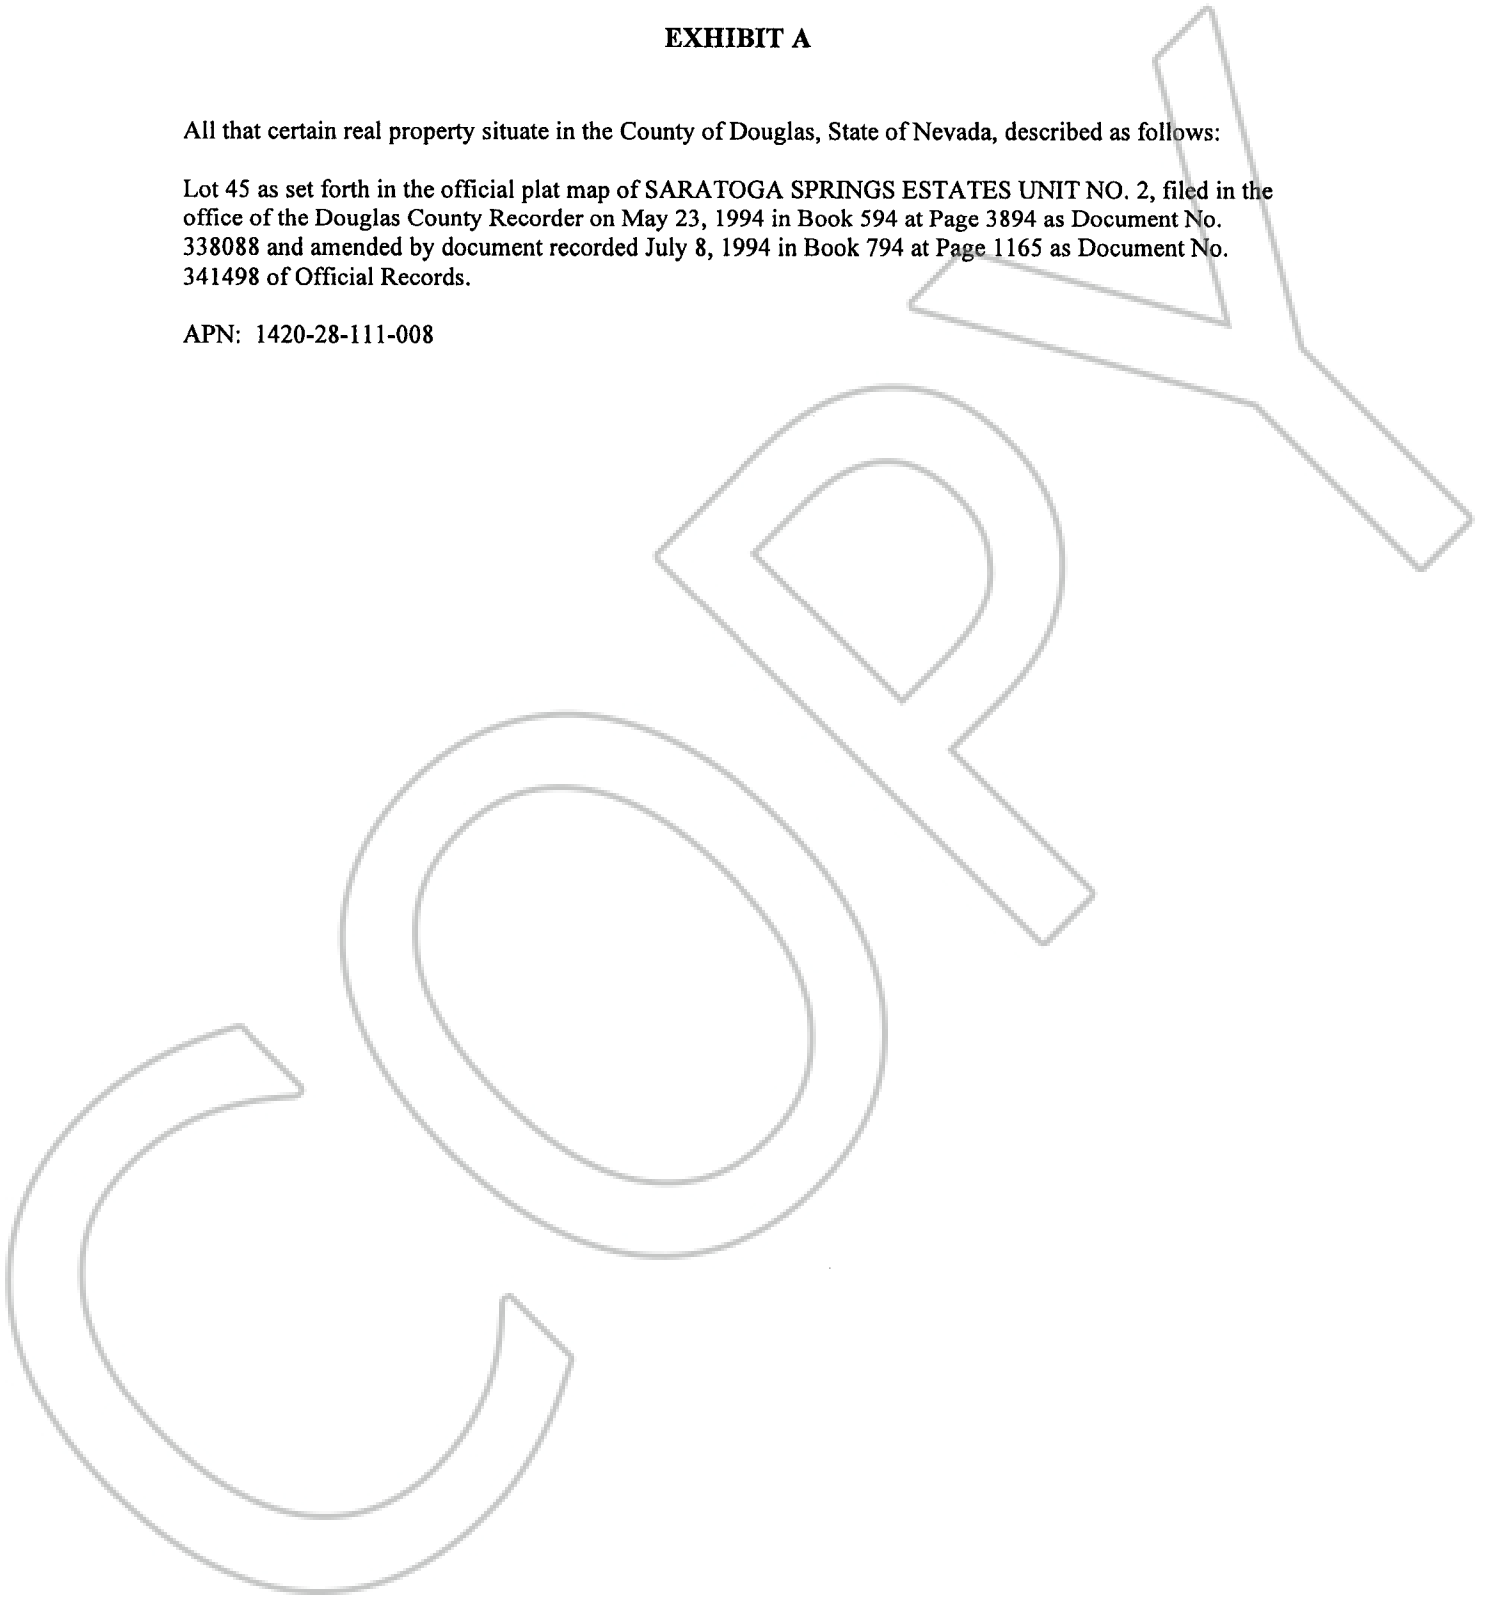 EXHIBIT A
All that certain real property situate in the County of Douglas, State of Nevada, described as follows:
Lot 45 as set forth in the official plat map of SARATOGA SPRINGS ESTATES UNIT NO. 2, filed in the
office of the Douglas County Recorder on May 23, 1994 in Book 594 at Page 3894 as Document No.
338088 and amended by document recorded July 8, 1994 in Book 794 at Page 1165 as Document No.
341498 of Official Records.
APN: 1420-28-111-008
COPY